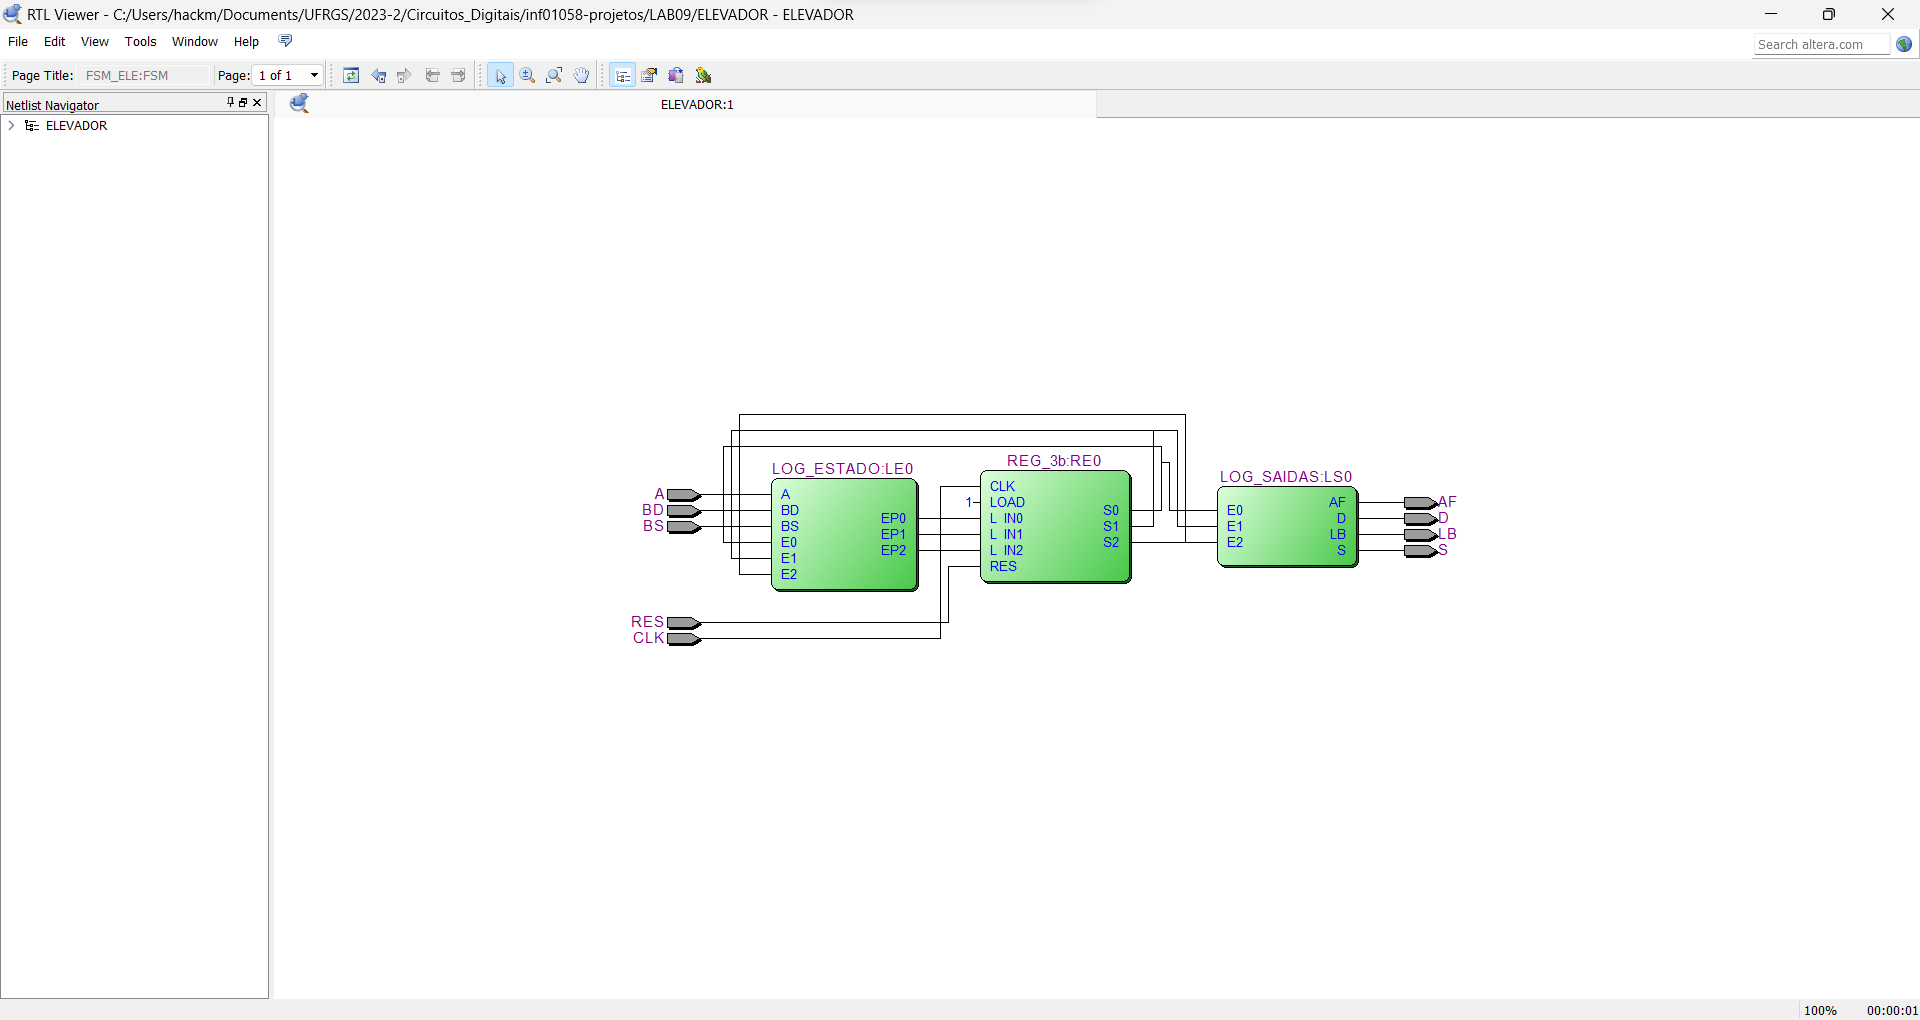 RTL Viewer - C:/Users/hackm/Documents/UFRGS/2023-2/Circuitos_Digitais/inf01058-projetos/LAB09/ELEVADOR - ELEVADOR
File Edit View Tools Window Help
Search altera.com
Page Title: FSM_ELE:FSM Page: 1 of 1
Netlist Navigator
ELEVADOR:1
ELEVADOR
LOG_ESTADO:LE0
A
BD
BS
E0
E1
E2
EP0
EP1
EP2
REG_3b:RE0
CLK
1 LOAD
L IN0
L IN1
L IN2
RES
S0
S1
S2
LOG_SAIDAS:LS0
E0
E1
E2
AF
D
LB
S
A
BD
BS
AF
D
LB
S
RES
CLK
100% 00:00:01